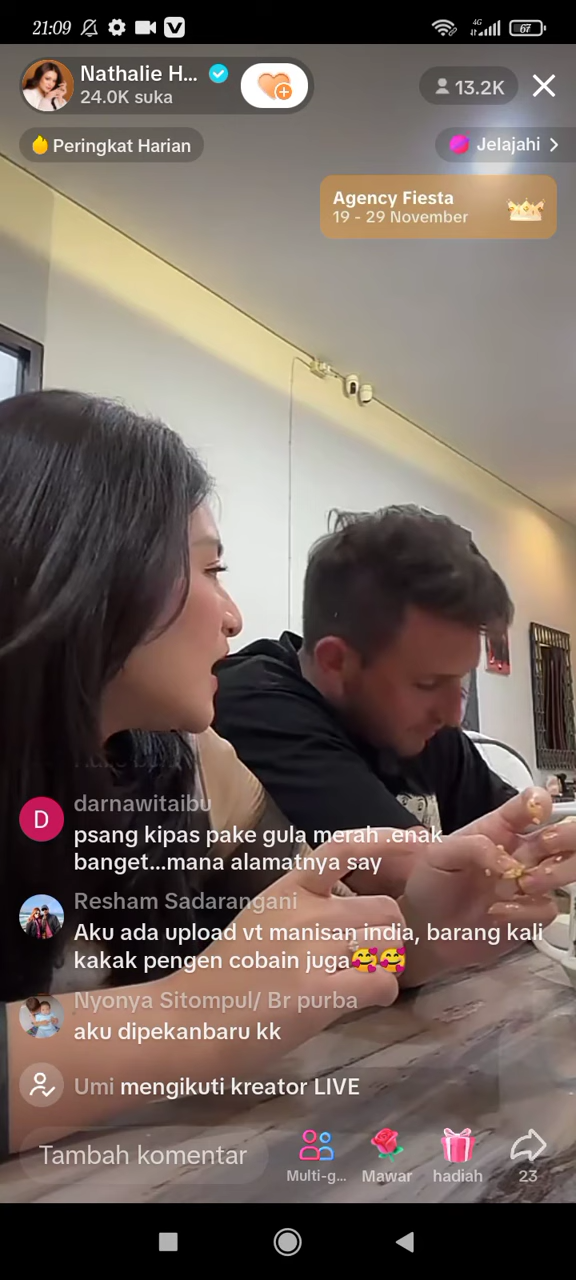 21:09
4G
67
Nathalie H...
24.0K suka
13.2K
Peringkat Harian
Jelajahi
Agency Fiesta
19 - 29 November
darnawitaibu
psang kipas pake gula merah .enak
banget...mana alamatnya say
D
Resham Sadarangani
Aku ada upload vt manisan india, barang kali
kakak pengen cobain juga🥰🥰
Nyonya Sitompul/ Br purba
aku dipekanbaru kk
Umi mengikuti kreator LIVE
Tambah komentar
Multi-g...
Mawar
hadiah
23